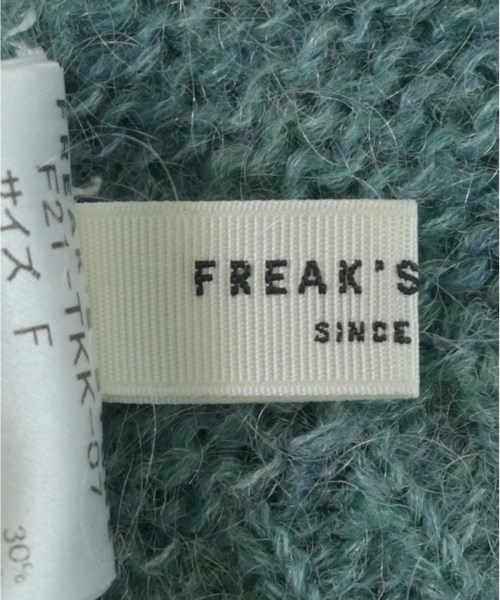 FREAK'S
SINCE
F21-TKK-07
サイズ F
30℃